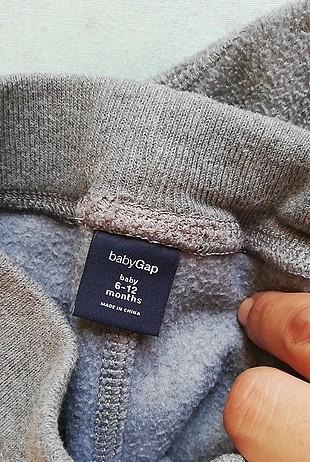 babyGap
baby
6-12
months
MADE IN CHINA